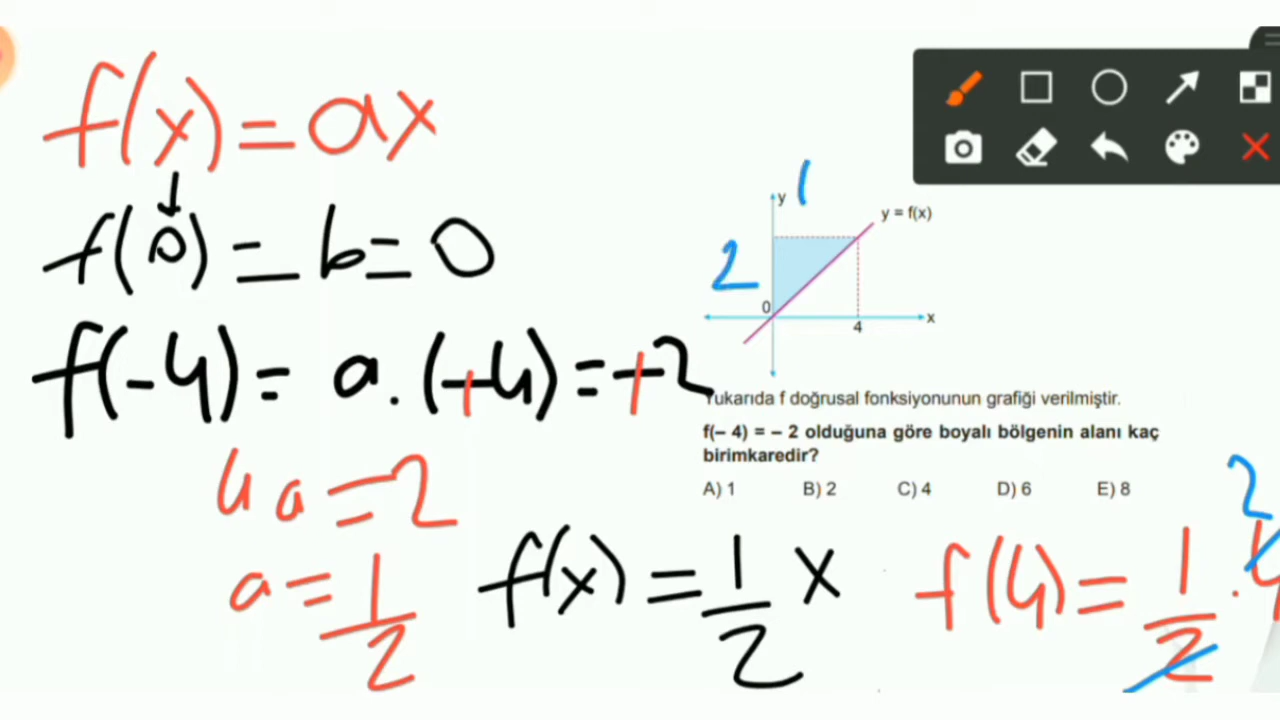 f(x) = ax
f(0) = b = 0
f(-4) = a . (+4) = +2
4a = 2
a = 1/2
f(x) = 1/2 x
f(4) = 1/2 . 4
2
1
2
y
y = f(x)
0
4
x
Yukarıda f doğrusal fonksiyonunun grafiği verilmiştir.
f(– 4) = – 2 olduğuna göre boyalı bölgenin alanı kaç
birimkaredir?
A) 1 B) 2 C) 4 D) 6 E) 8